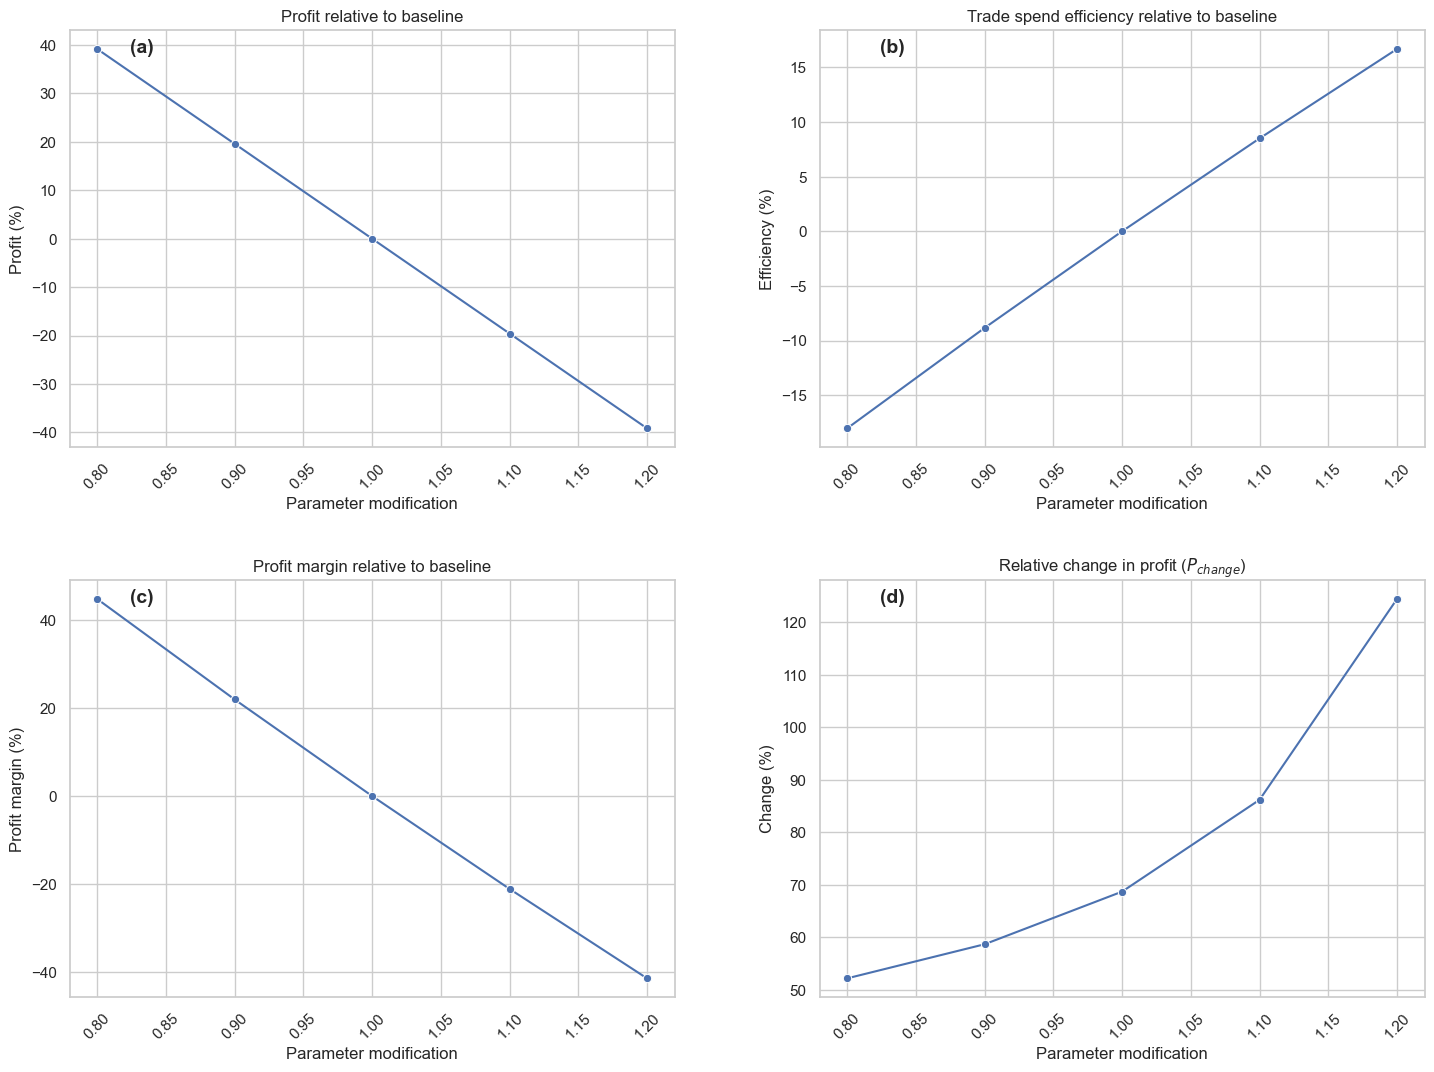 Profit relative to baseline
(a)
40
30
20
10
0
−10
−20
−30
−40
Profit (%)
0.80 0.85 0.90 0.95 1.00 1.05 1.10 1.15 1.20
Parameter modification
Trade spend efficiency relative to baseline
(b)
15
10
5
0
−5
−10
−15
Efficiency (%)
0.80 0.85 0.90 0.95 1.00 1.05 1.10 1.15 1.20
Parameter modification
Profit margin relative to baseline
(c)
40
20
0
−20
−40
Profit margin (%)
0.80 0.85 0.90 0.95 1.00 1.05 1.10 1.15 1.20
Parameter modification
Relative change in profit (P_change)
(d)
120
110
100
90
80
70
60
50
Change (%)
0.80 0.85 0.90 0.95 1.00 1.05 1.10 1.15 1.20
Parameter modification